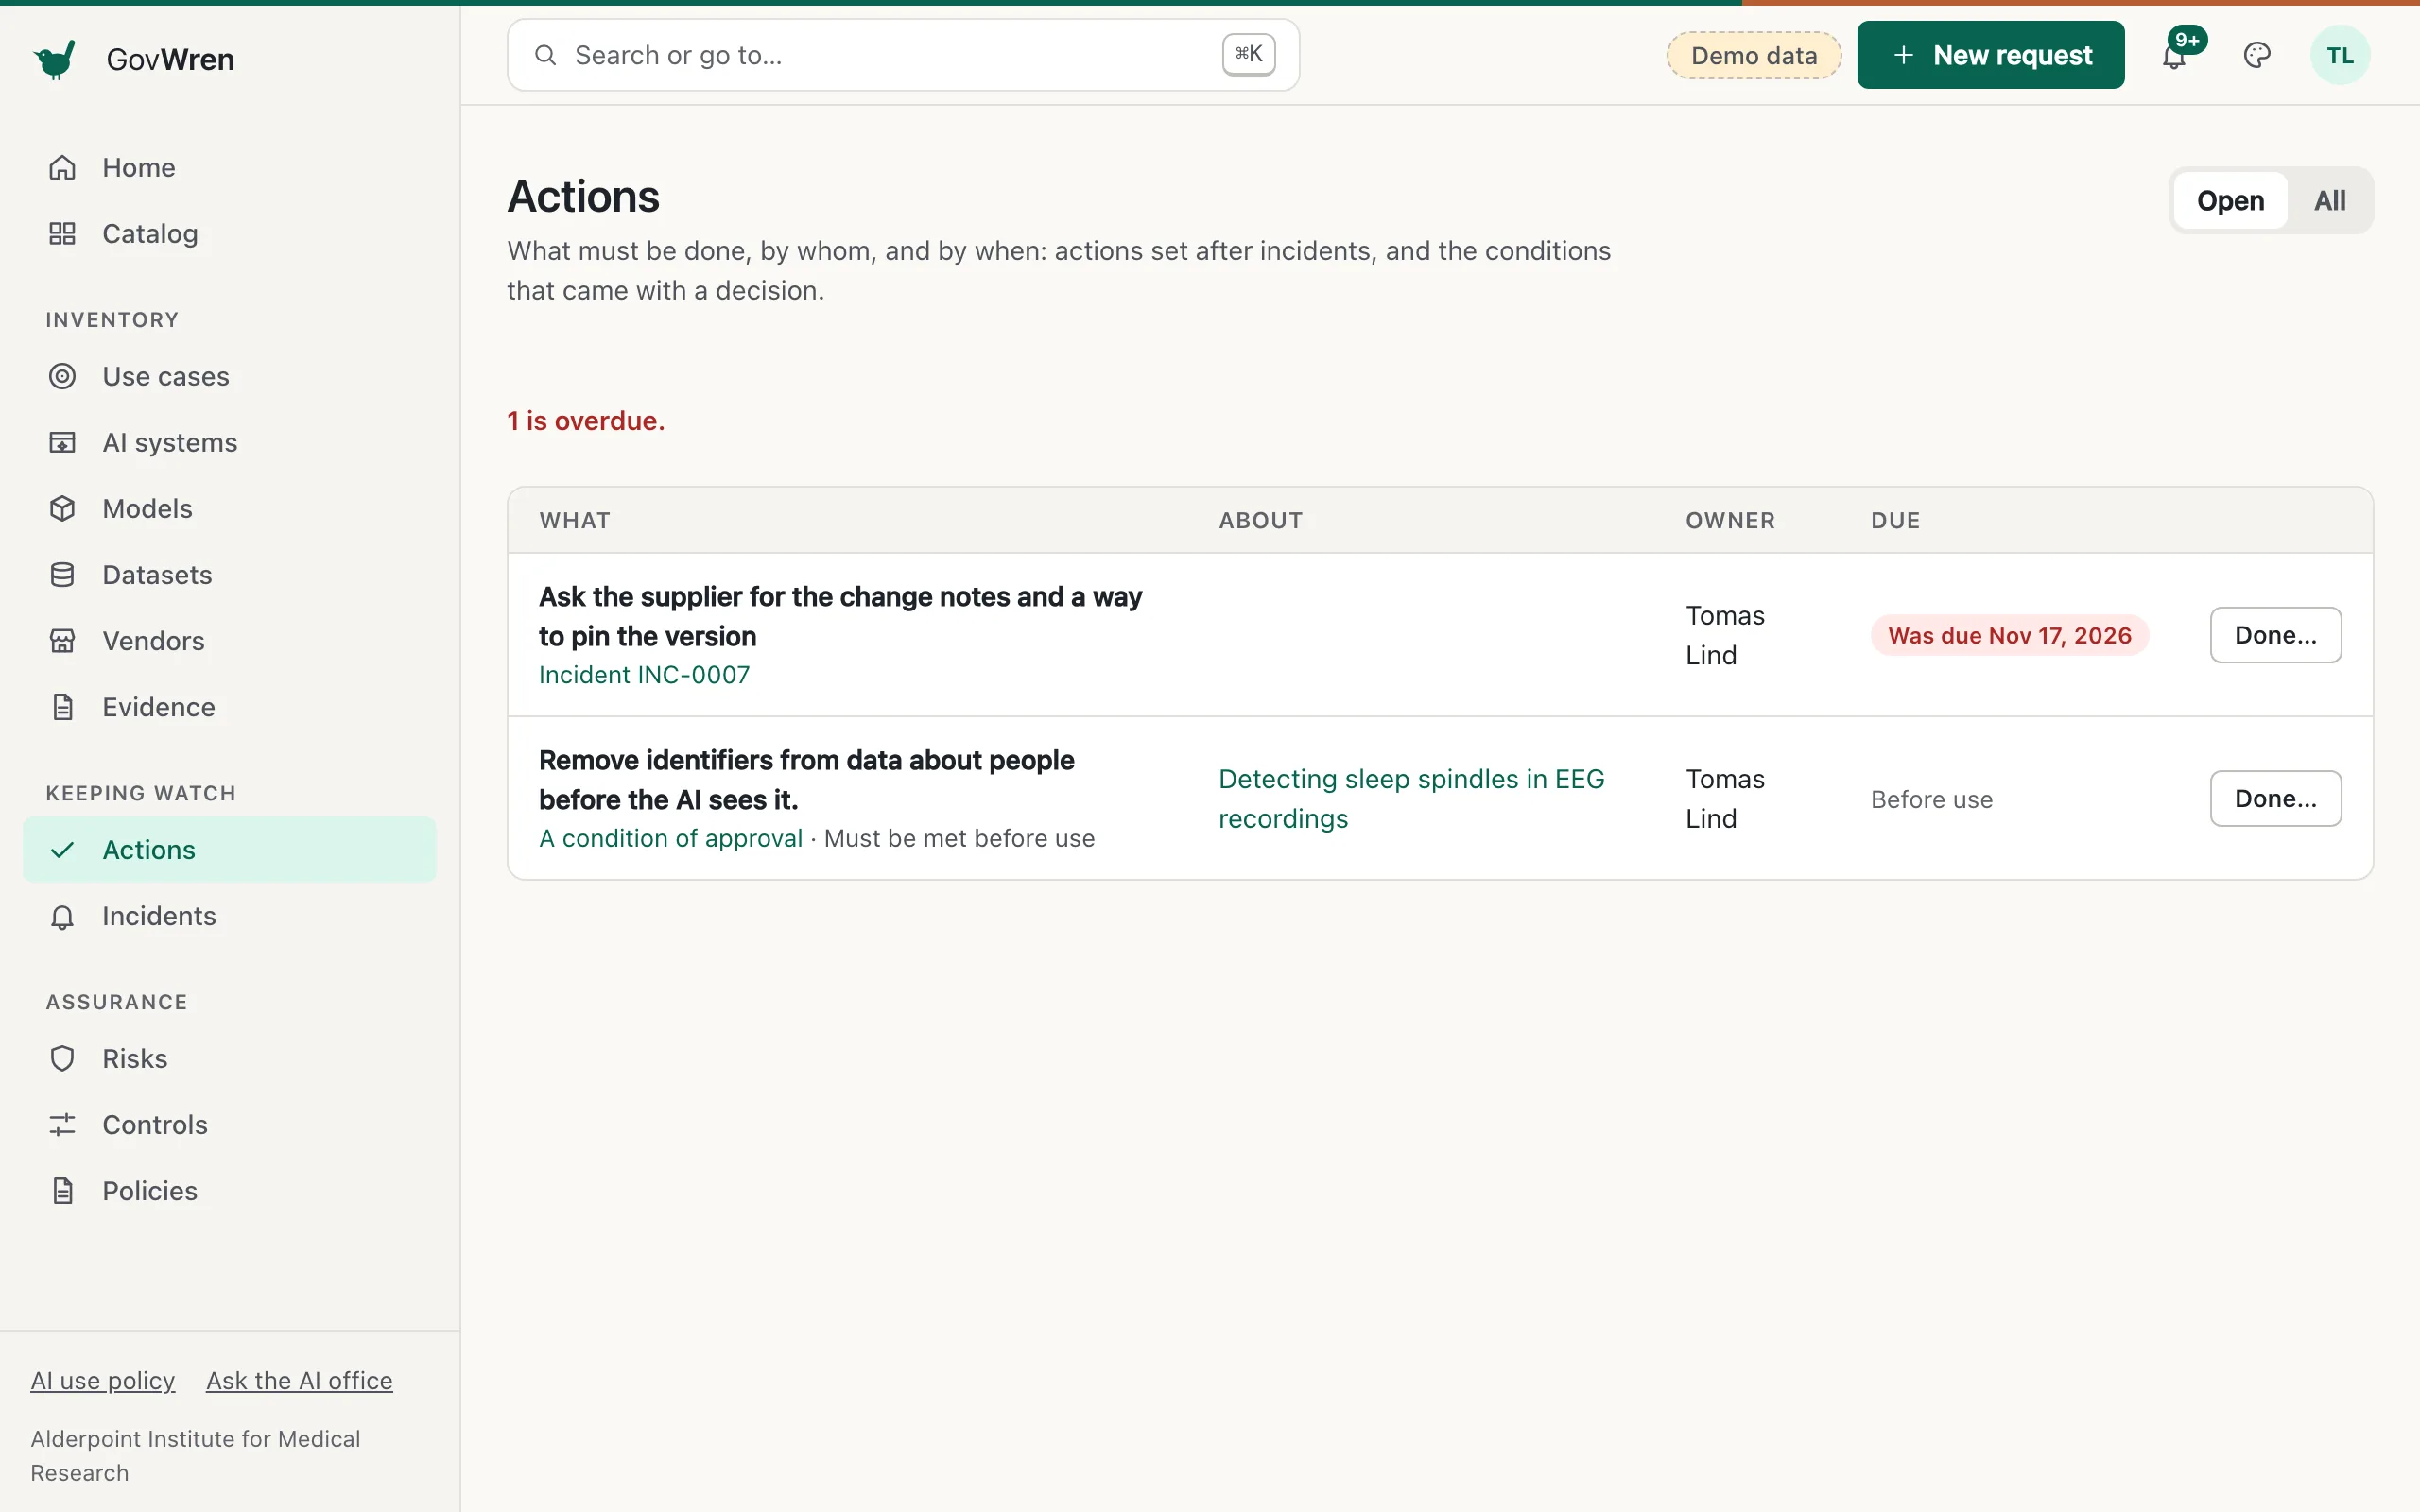 GovWren
Search or go to...
⌘K
Demo data
+ New request
9+
TL
Home
Catalog
INVENTORY
Use cases
AI systems
Models
Datasets
Vendors
Evidence
KEEPING WATCH
Actions
Incidents
ASSURANCE
Risks
Controls
Policies
AI use policy
Ask the AI office
Alderpoint Institute for Medical
Research
Actions
What must be done, by whom, and by when: actions set after incidents, and the conditions
that came with a decision.
Open
All
1 is overdue.
WHAT
ABOUT
OWNER
DUE
Ask the supplier for the change notes and a way
to pin the version
Incident INC-0007
Tomas
Lind
Was due Nov 17, 2026
Done...
Remove identifiers from data about people
before the AI sees it.
A condition of approval · Must be met before use
Detecting sleep spindles in EEG
recordings
Tomas
Lind
Before use
Done...